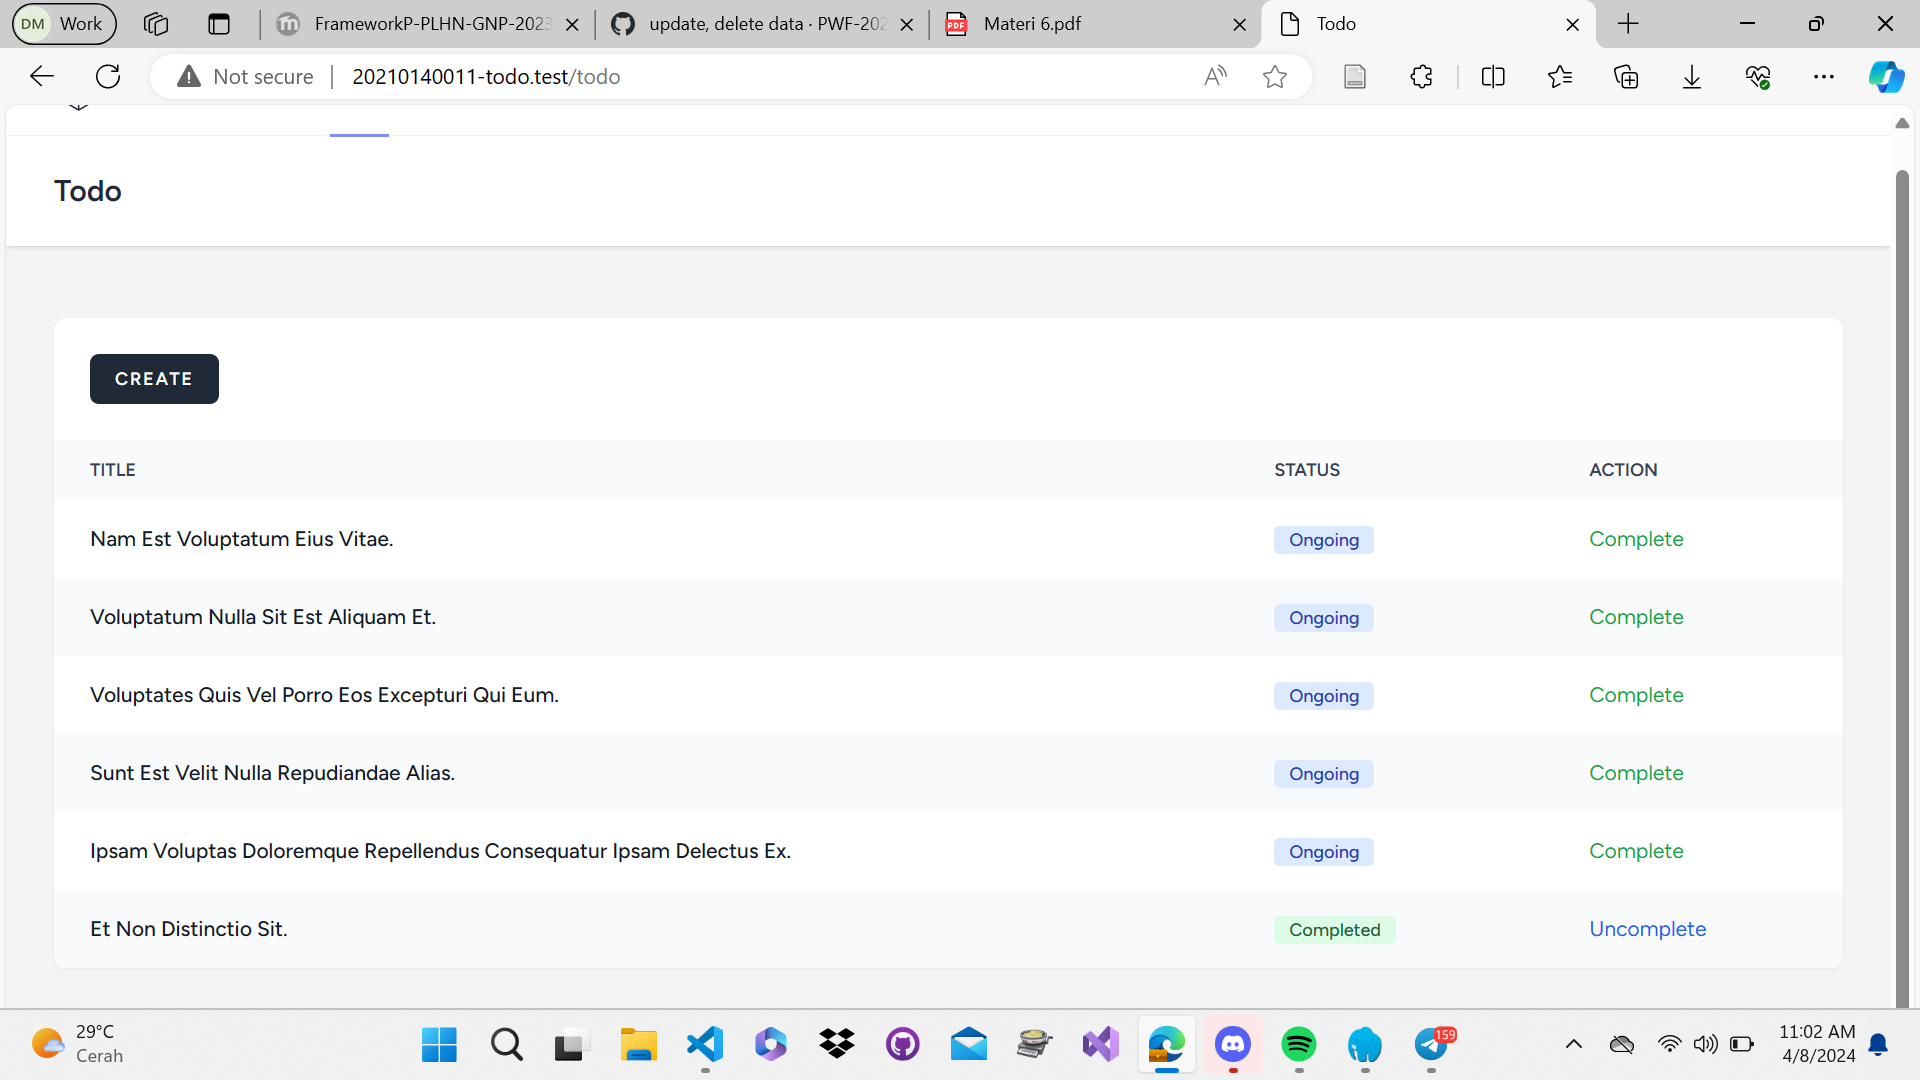 DM Work
FrameworkP-PLHN-GNP-2023
update, delete data · PWF-202
PDF Materi 6.pdf
Todo
Not secure
20210140011-todo.test/todo
Todo
CREATE
TITLE STATUS ACTION
Nam Est Voluptatum Eius Vitae. Ongoing Complete
Voluptatum Nulla Sit Est Aliquam Et. Ongoing Complete
Voluptates Quis Vel Porro Eos Excepturi Qui Eum. Ongoing Complete
Sunt Est Velit Nulla Repudiandae Alias. Ongoing Complete
Ipsam Voluptas Doloremque Repellendus Consequatur Ipsam Delectus Ex. Ongoing Complete
Et Non Distinctio Sit. Completed Uncomplete
29°C
Cerah
159
11:02 AM
4/8/2024